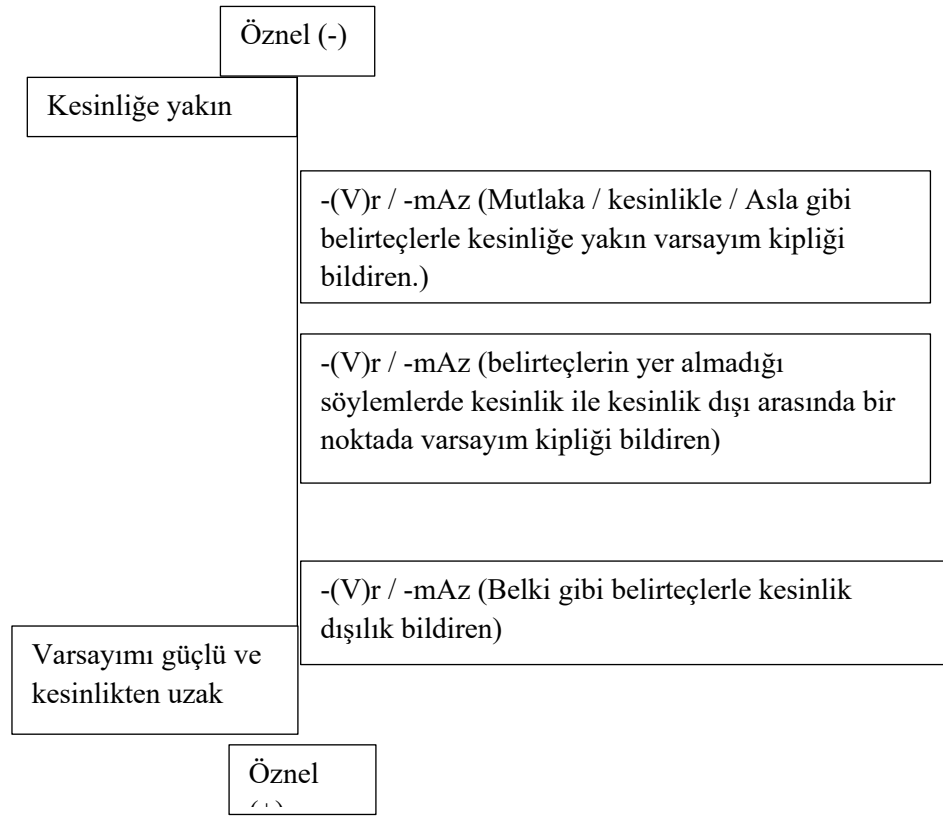 Öznel (-)
Kesinliğe yakın
-(V)r / -mAz (Mutlaka / kesinlikle / Asla gibi
belirteçlerle kesinliğe yakın varsayım kipliği
bildiren.)
-(V)r / -mAz (belirteçlerin yer almadığı
söylemlerde kesinlik ile kesinlik dışı arasında bir
noktada varsayım kipliği bildiren)
-(V)r / -mAz (Belki gibi belirteçlerle kesinlik
dışılık bildiren)
Varsayımı güçlü ve
kesinlikten uzak
Öznel